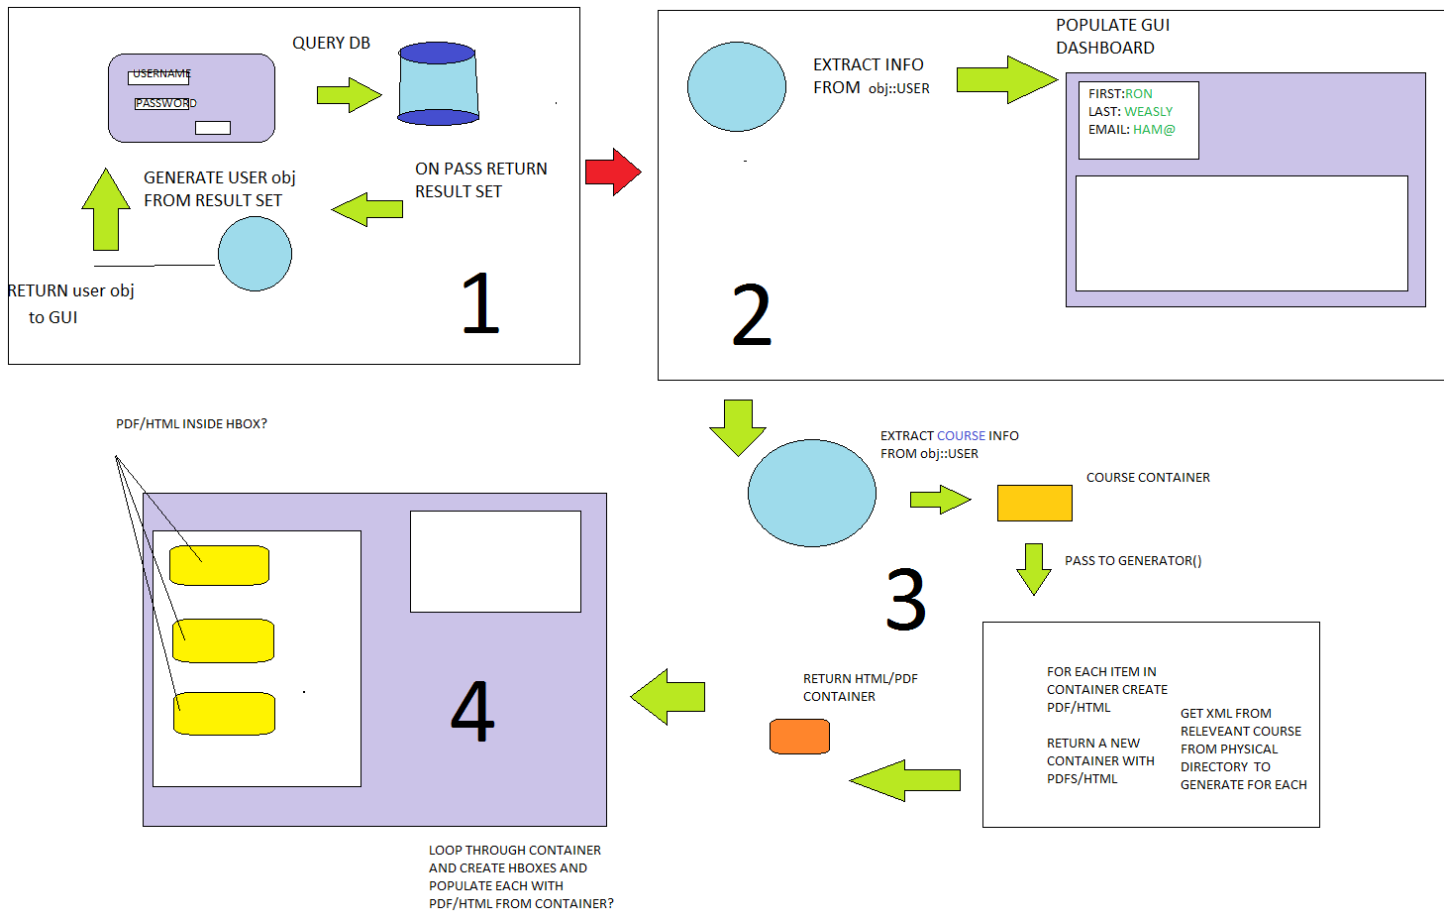 QUERY DB
USERNAME
PASSWORD
ON PASS RETURN
RESULT SET
GENERATE USER obj
FROM RESULT SET
RETURN user obj
to GUI
1
EXTRACT INFO
FROM obj::USER
POPULATE GUI
DASHBOARD
FIRST:RON
LAST: WEASLY
EMAIL: HAM@
2
EXTRACT COURSE INFO
FROM obj::USER
COURSE CONTAINER
PASS TO GENERATOR()
3
FOR EACH ITEM IN
CONTAINER CREATE
PDF/HTML
RETURN A NEW
CONTAINER WITH
PDFS/HTML
GET XML FROM
RELEVEANT COURSE
FROM PHYSICAL
DIRECTORY TO
GENERATE FOR EACH
RETURN HTML/PDF
CONTAINER
PDF/HTML INSIDE HBOX?
4
LOOP THROUGH CONTAINER
AND CREATE HBOXES AND
POPULATE EACH WITH
PDF/HTML FROM CONTAINER?